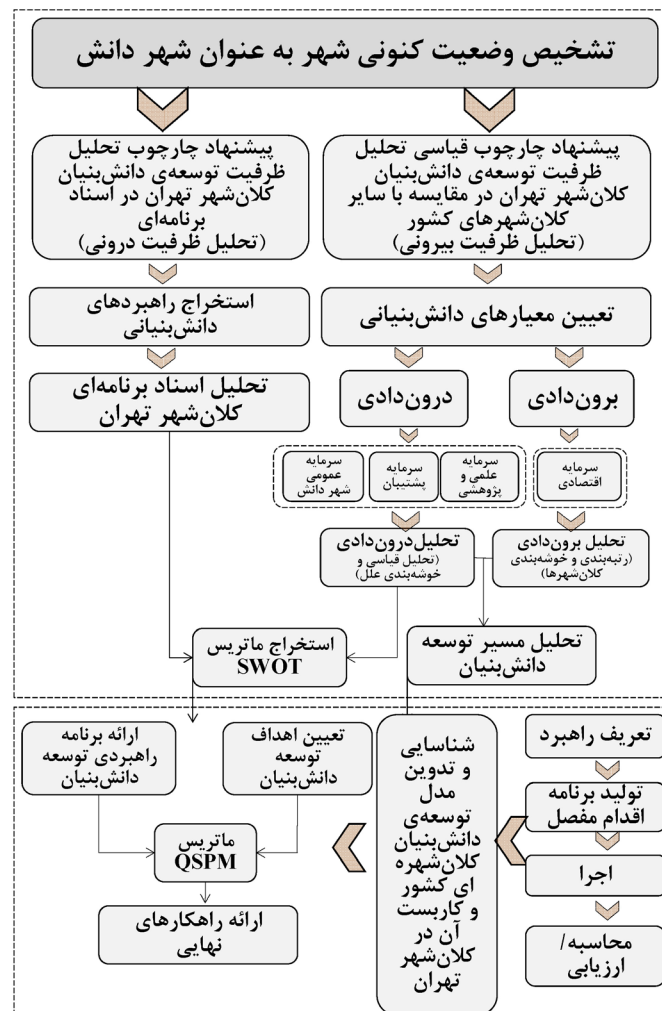 تشخیص وضعیت کنونی شهر به عنوان شهر دانش
پیشنهاد چارچوب قیاسی تحلیل
ظرفیت توسعه‌ی دانش‌بنیان
کلان‌شهر تهران در مقایسه با سایر
کلان‌شهرهای کشور
(تحلیل ظرفیت بیرونی)
پیشنهاد چارچوب تحلیل
ظرفیت توسعه‌ی دانش‌بنیان
کلان‌شهر تهران در اسناد
برنامه‌ای
(تحلیل ظرفیت درونی)
تعیین معیارهای دانش‌بنیانی
استخراج راهبردهای
دانش‌بنیانی
برون‌دادی
درون‌دادی
تحلیل اسناد برنامه‌ای
کلان‌شهر تهران
سرمایه
اقتصادی
سرمایه
علمی و
پژوهشی
سرمایه
پشتیبان
سرمایه
عمومی
شهر دانش
تحلیل برون‌دادی
(رتبه‌بندی و خوشه‌بندی
کلان‌شهرها)
تحلیل‌درون‌دادی
(تحلیل قیاسی و
خوشه‌بندی علل)
تحلیل مسیر توسعه
دانش‌بنیان
استخراج ماتریس
SWOT
تعریف راهبرد
تولید برنامه
اقدام مفصل
اجرا
محاسبه/
ارزیابی
شناسایی
و تدوین
مدل
توسعه‌ی
دانش‌بنیان
کلان‌شهره
ای کشور
و کاربست
آن در
کلان‌شهر
تهران
تعیین اهداف
توسعه
دانش‌بنیان
ارائه برنامه
راهبردی توسعه
دانش‌بنیان
ماتریس
QSPM
ارائه راهکارهای
نهایی